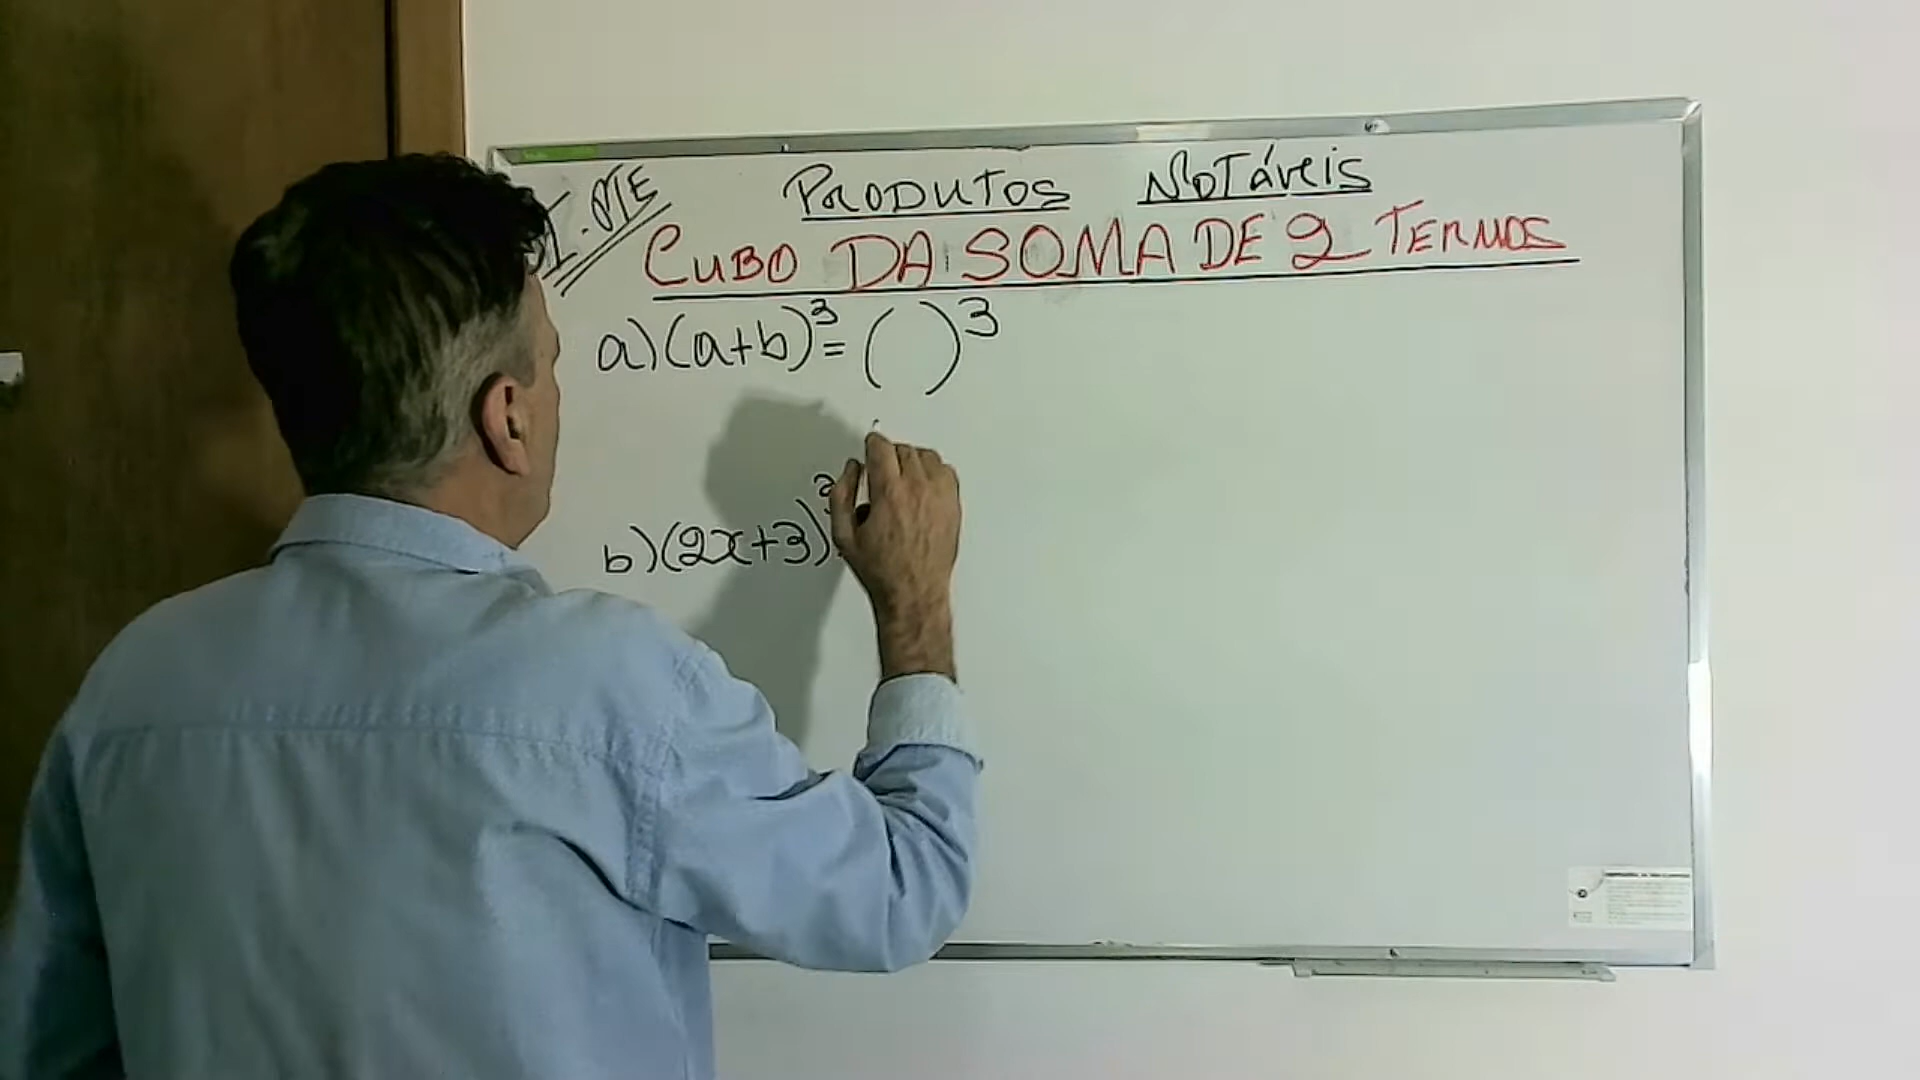 PRODUTOS NOTáveis
CUBO DA SOMA DE 2 TERMOS
a) (a+b)³ = ( )³
b) (2x+3)³